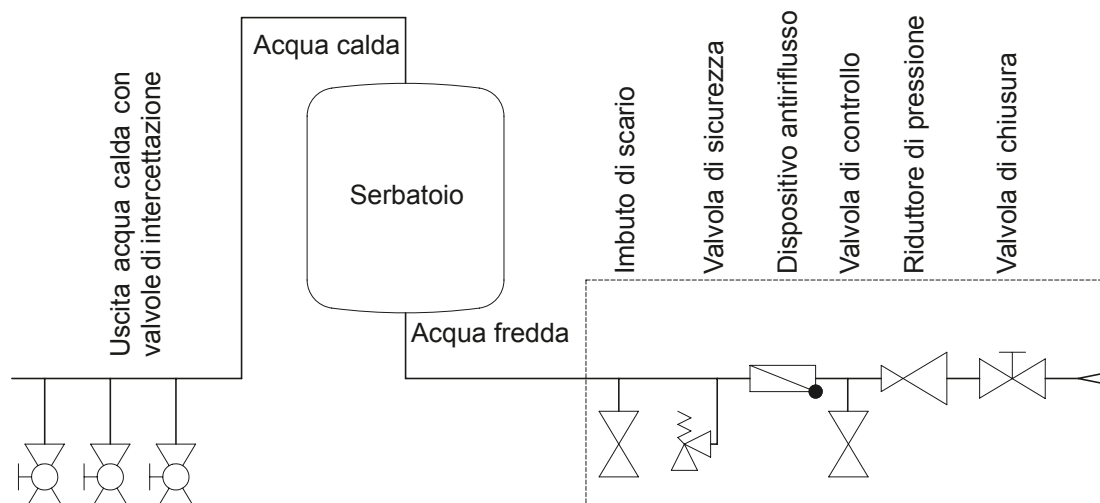 Acqua calda
Uscita acqua calda con
valvole di intercettazione
Serbatoio
Acqua fredda
Imbuto di scario
Valvola di sicurezza
Dispositivo antiriflusso
Valvola di controllo
Riduttore di pressione
Valvola di chiusura